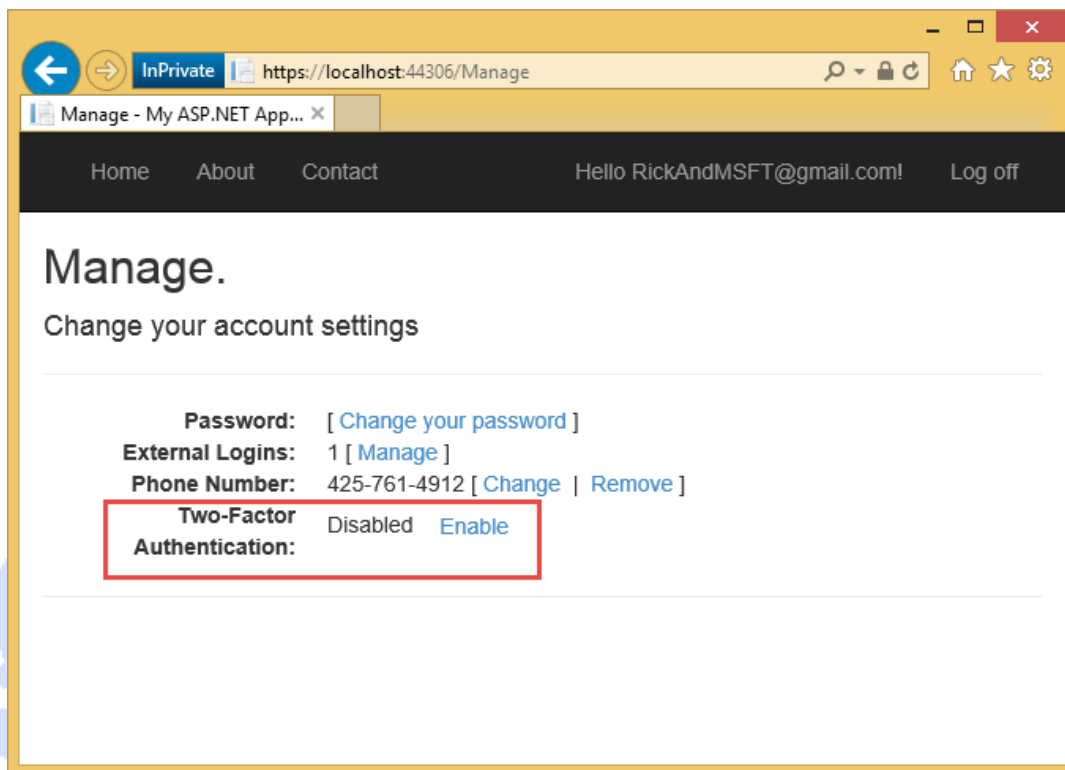 InPrivate https://localhost:44306/Manage
Manage - My ASP.NET App...
Home About Contact Hello RickAndMSFT@gmail.com! Log off
Manage.
Change your account settings
Password: [ Change your password ]
External Logins: 1 [ Manage ]
Phone Number: 425-761-4912 [ Change | Remove ]
Two-Factor
Authentication: Disabled Enable